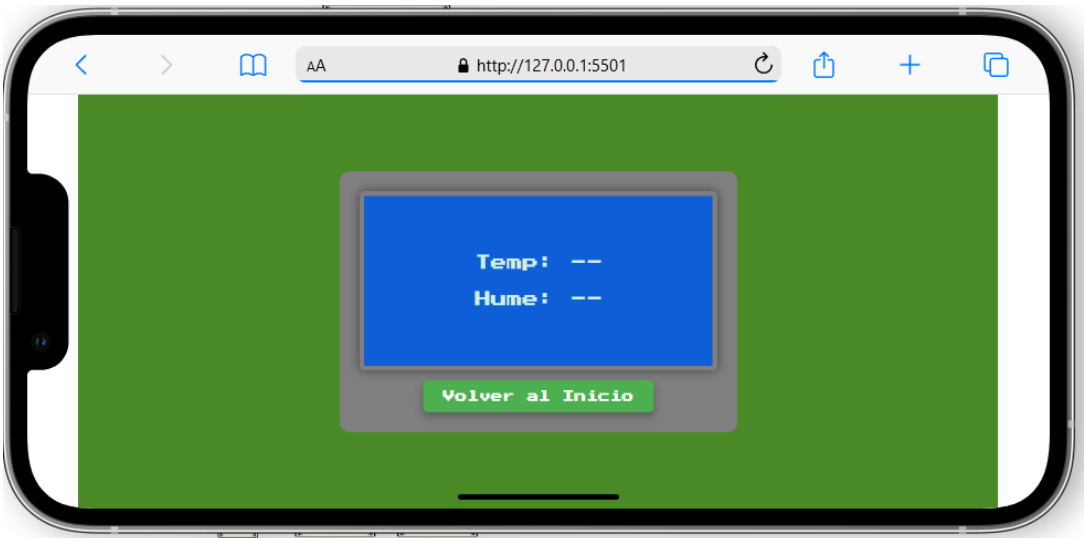 AA
http://127.0.0.1:5501
Temp: --
Hume: --
Volver al Inicio